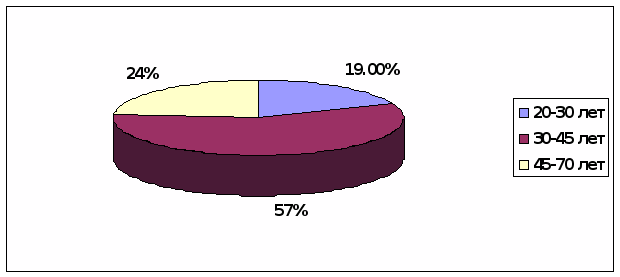 24%
19.00%
57%
20-30 лет
30-45 лет
45-70 лет